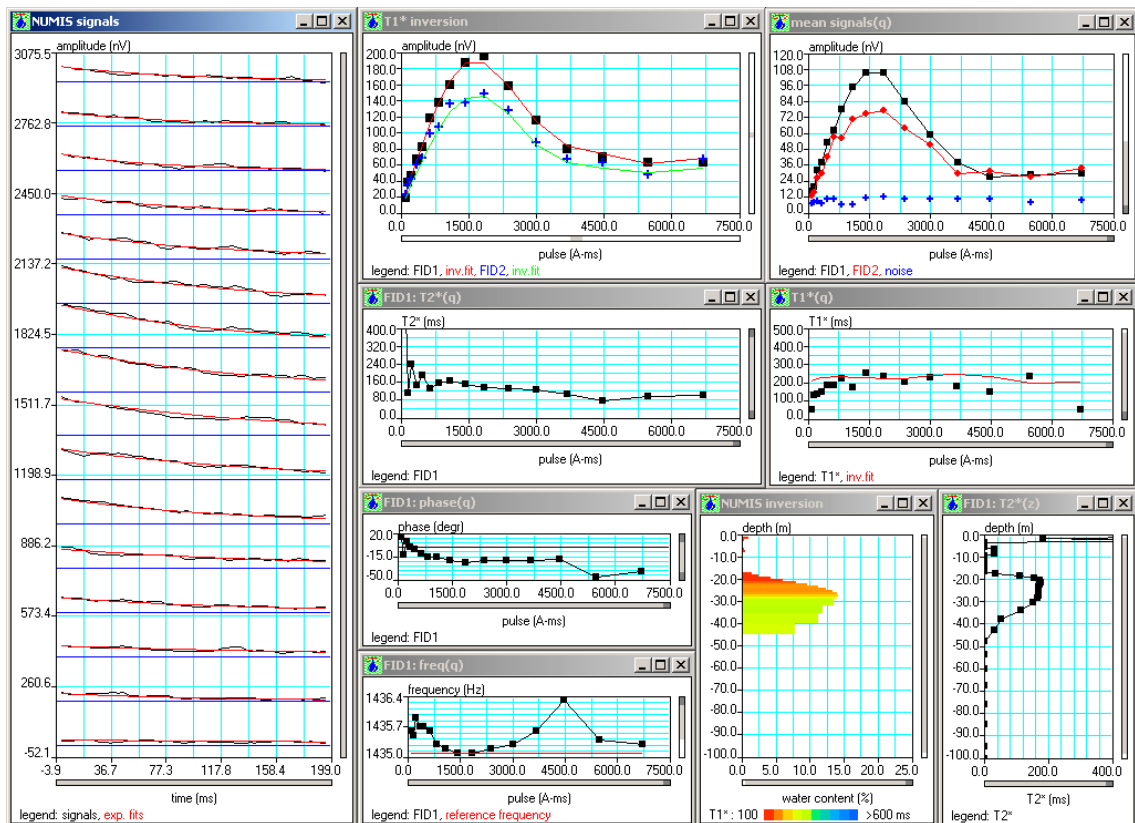 NUMIS signals
amplitude (nV)
3075.5
2762.8
2450.0
2137.2
1824.5
1511.7
1198.9
886.2
573.4
260.6
-52.1
-3.9 36.7 77.3 117.8 158.4 199.0
time (ms)
legend: signals, exp. fits
T1* inversion
amplitude (nV)
200.0
180.0
160.0
140.0
120.0
100.0
80.0
60.0
40.0
20.0
0.0
0.0 1500.0 3000.0 4500.0 6000.0 7500.0
pulse (A-ms)
legend: FID1, inv.fit, FID2, inv.fit
mean signals(q)
amplitude (nV)
120.0
108.0
96.0
84.0
72.0
60.0
48.0
36.0
24.0
12.0
0.0
0.0 1500.0 3000.0 4500.0 6000.0 7500.0
pulse (A-ms)
legend: FID1, FID2, noise
FID1: T2*(q)
T2* (ms)
400.0
320.0
240.0
160.0
80.0
0.0
0.0 1500.0 3000.0 4500.0 6000.0 7500.0
pulse (A-ms)
legend: FID1
T1*(q)
T1* (ms)
500.0
400.0
300.0
200.0
100.0
0.0
0.0 1500.0 3000.0 4500.0 6000.0 7500.0
pulse (A-ms)
legend: T1*, inv.fit
FID1: phase(q)
phase (degr)
20.0
-15.0
-50.0
0.0 1500.0 3000.0 4500.0 6000.0 7500.0
pulse (A-ms)
legend: FID1
FID1: freq(q)
frequency (Hz)
1436.4
1435.7
1435.0
0.0 1500.0 3000.0 4500.0 6000.0 7500.0
pulse (A-ms)
legend: FID1, reference frequency
NUMIS inversion
depth (m)
0.0
-10.0
-20.0
-30.0
-40.0
-50.0
-60.0
-70.0
-80.0
-90.0
-100.0
0.0 5.0 10.0 15.0 20.0 25.0
water content (%)
T1* : 100 >600 ms
FID1: T2*(z)
depth (m)
0.0
-10.0
-20.0
-30.0
-40.0
-50.0
-60.0
-70.0
-80.0
-90.0
-100.0
0.0 200.0 400.0
T2* (ms)
legend: T2*